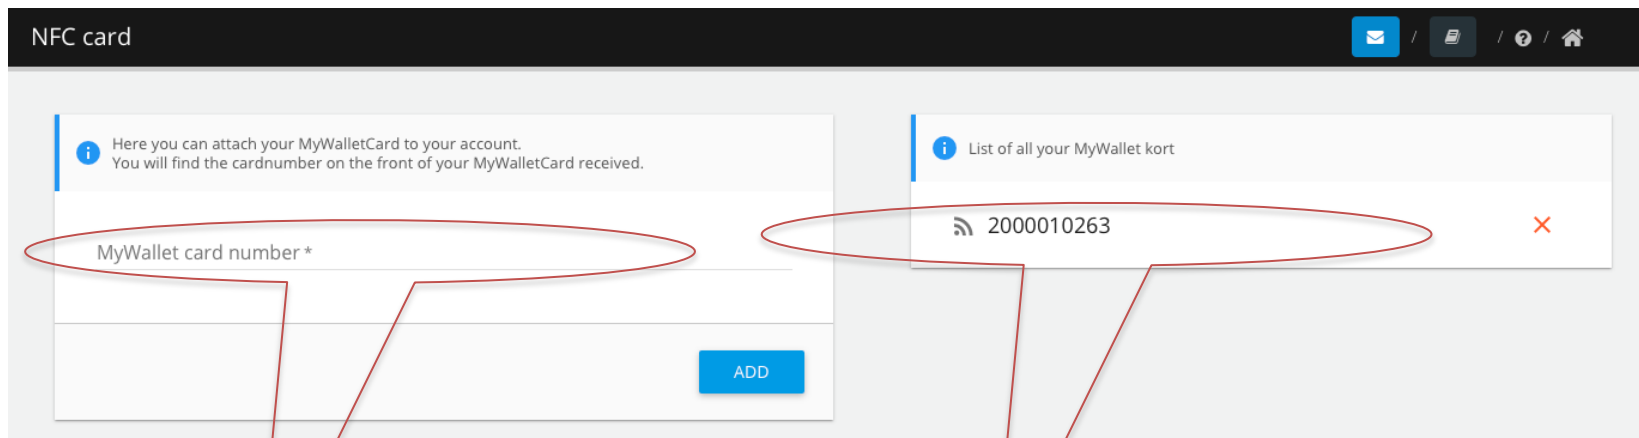 NFC card
/ / /
Here you can attach your MyWalletCard to your account.
You will find the cardnumber on the front of your MyWalletCard received.
MyWallet card number *
ADD
List of all your MyWallet kort
2000010263